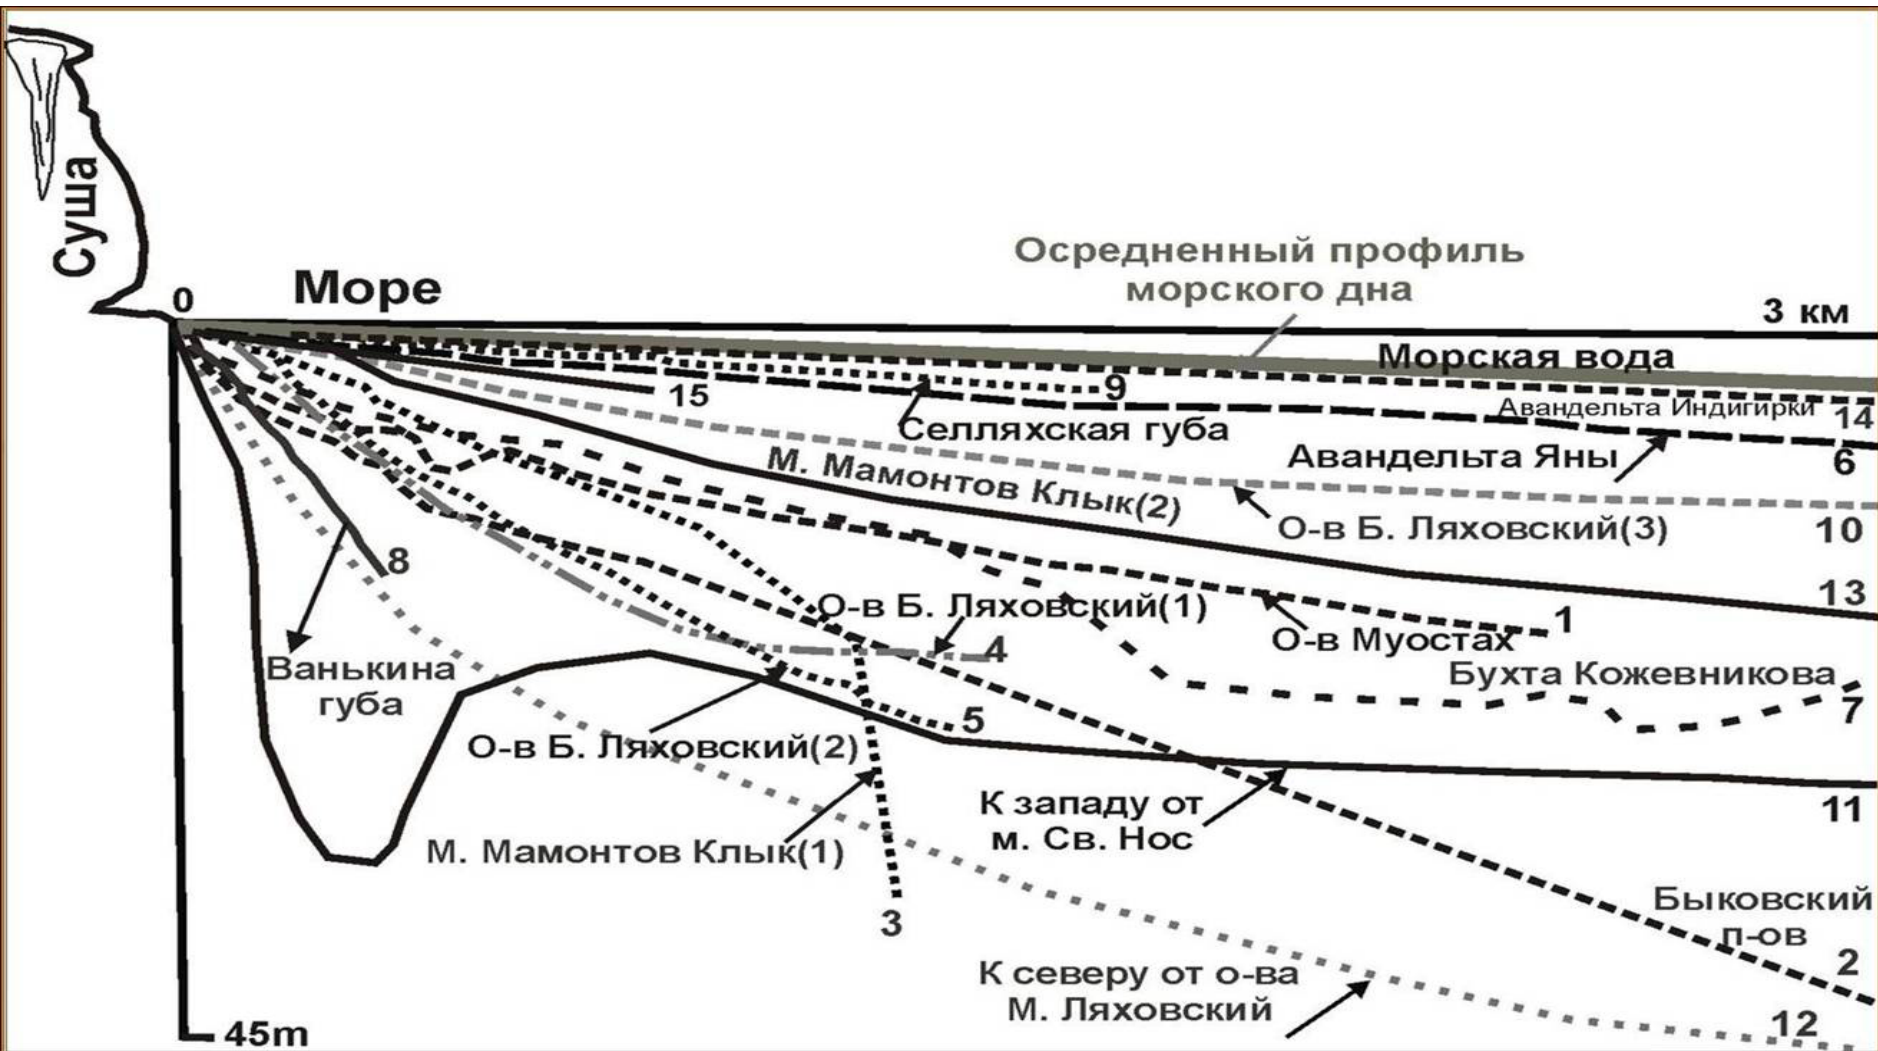 Суша
0
Море
Осредненный профиль
морского дна
3 км
Морская вода
9
15
Авандельта Индигирки
14
Селляхская губа
Авандельта Яны
6
М. Мамонтов Клык(2)
О-в Б. Ляховский(3)
10
8
13
О-в Б. Ляховский(1)
1
О-в Муостах
4
Ванькина
губа
Бухта Кожевникова
7
5
О-в Б. Ляховский(2)
К западу от
м. Св. Нос
11
М. Мамонтов Клык(1)
3
Быковский
п-ов
2
К северу от о-ва
М. Ляховский
12
45m